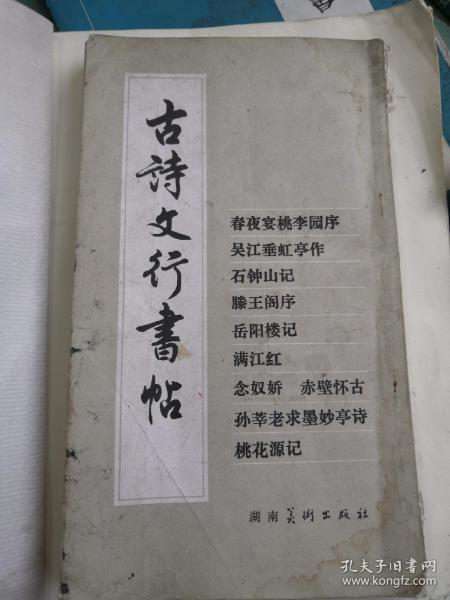 古詩文行書帖
春夜宴桃李园序
吴江垂虹亭作
石钟山记
滕王阁序
岳阳楼记
满江红
念奴娇 赤壁怀古
孙莘老求墨妙亭诗
桃花源记
湖南美術出版社
孔夫子旧书网
www.kongfz.com